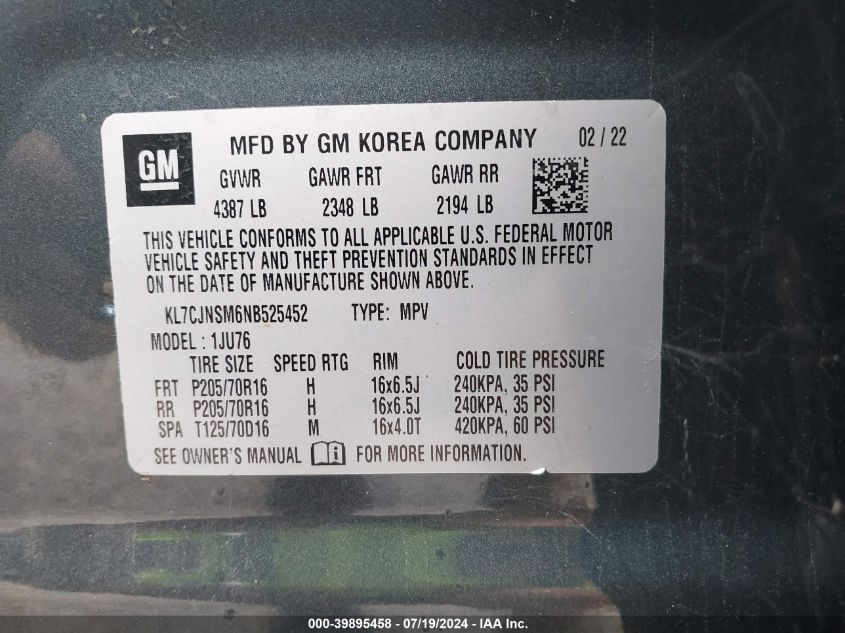 GM
MFD BY GM KOREA COMPANY 02 / 22
GVWR GAWR FRT GAWR RR
4387 LB 2348 LB 2194 LB
THIS VEHICLE CONFORMS TO ALL APPLICABLE U.S. FEDERAL MOTOR
VEHICLE SAFETY AND THEFT PREVENTION STANDARDS IN EFFECT
ON THE DATE OF MANUFACTURE SHOWN ABOVE.
KL7CJNSM6NB525452 TYPE: MPV
MODEL : 1JU76
TIRE SIZE SPEED RTG RIM COLD TIRE PRESSURE
FRT P205/70R16 H 16x6.5J 240KPA, 35 PSI
RR P205/70R16 H 16x6.5J 240KPA, 35 PSI
SPA T125/70D16 M 16x4.0T 420KPA, 60 PSI
SEE OWNER'S MANUAL i FOR MORE INFORMATION.
000-39895458 - 07/19/2024 - IAA Inc.